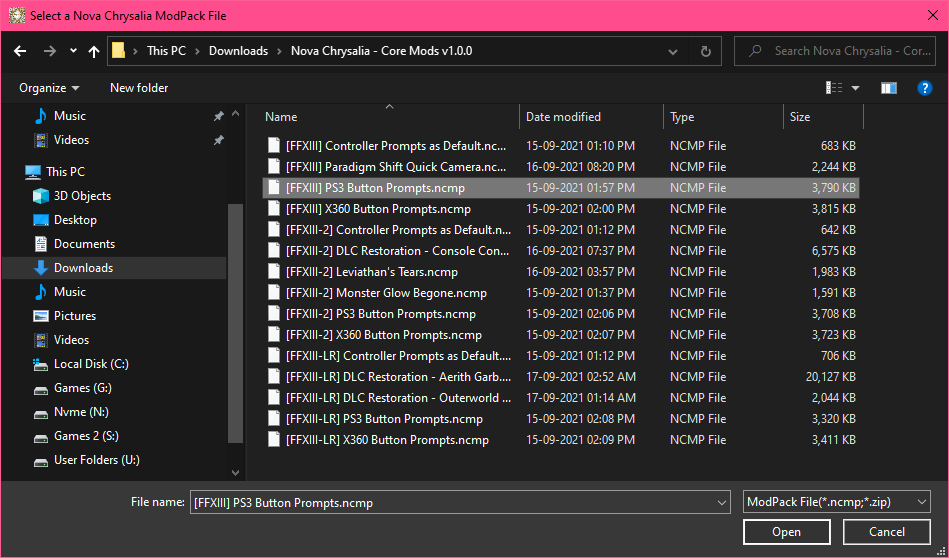 Select a Nova Chrysalia ModPack File
This PC > Downloads > Nova Chrysalia - Core Mods v1.0.0
Search Nova Chrysalia - Cor...
Organize New folder
Music
Videos
This PC
3D Objects
Desktop
Documents
Downloads
Music
Pictures
Videos
Local Disk (C:)
Games (G:)
Nvme (N:)
Games 2 (S:)
User Folders (U:)
Name Date modified Type Size
[FFXIII] Controller Prompts as Default.nc... 15-09-2021 01:10 PM NCMP File 683 KB
[FFXIII] Paradigm Shift Quick Camera.nc... 16-09-2021 08:20 PM NCMP File 2,244 KB
[FFXIII] PS3 Button Prompts.ncmp 15-09-2021 01:57 PM NCMP File 3,790 KB
[FFXIII] X360 Button Prompts.ncmp 15-09-2021 02:00 PM NCMP File 3,815 KB
[FFXIII-2] Controller Prompts as Default.n... 15-09-2021 01:12 PM NCMP File 642 KB
[FFXIII-2] DLC Restoration - Console Con... 16-09-2021 07:37 PM NCMP File 6,575 KB
[FFXIII-2] Leviathan's Tears.ncmp 16-09-2021 03:57 PM NCMP File 1,983 KB
[FFXIII-2] Monster Glow Begone.ncmp 15-09-2021 01:37 PM NCMP File 1,591 KB
[FFXIII-2] PS3 Button Prompts.ncmp 15-09-2021 02:06 PM NCMP File 3,708 KB
[FFXIII-2] X360 Button Prompts.ncmp 15-09-2021 02:07 PM NCMP File 3,723 KB
[FFXIII-LR] Controller Prompts as Default.... 15-09-2021 01:12 PM NCMP File 706 KB
[FFXIII-LR] DLC Restoration - Aerith Garb.... 17-09-2021 02:52 AM NCMP File 20,127 KB
[FFXIII-LR] DLC Restoration - Outerworld ... 17-09-2021 01:14 AM NCMP File 2,044 KB
[FFXIII-LR] PS3 Button Prompts.ncmp 15-09-2021 02:08 PM NCMP File 3,320 KB
[FFXIII-LR] X360 Button Prompts.ncmp 15-09-2021 02:09 PM NCMP File 3,411 KB
File name: [FFXIII] PS3 Button Prompts.ncmp ModPack File(*.ncmp;*.zip)
Open Cancel